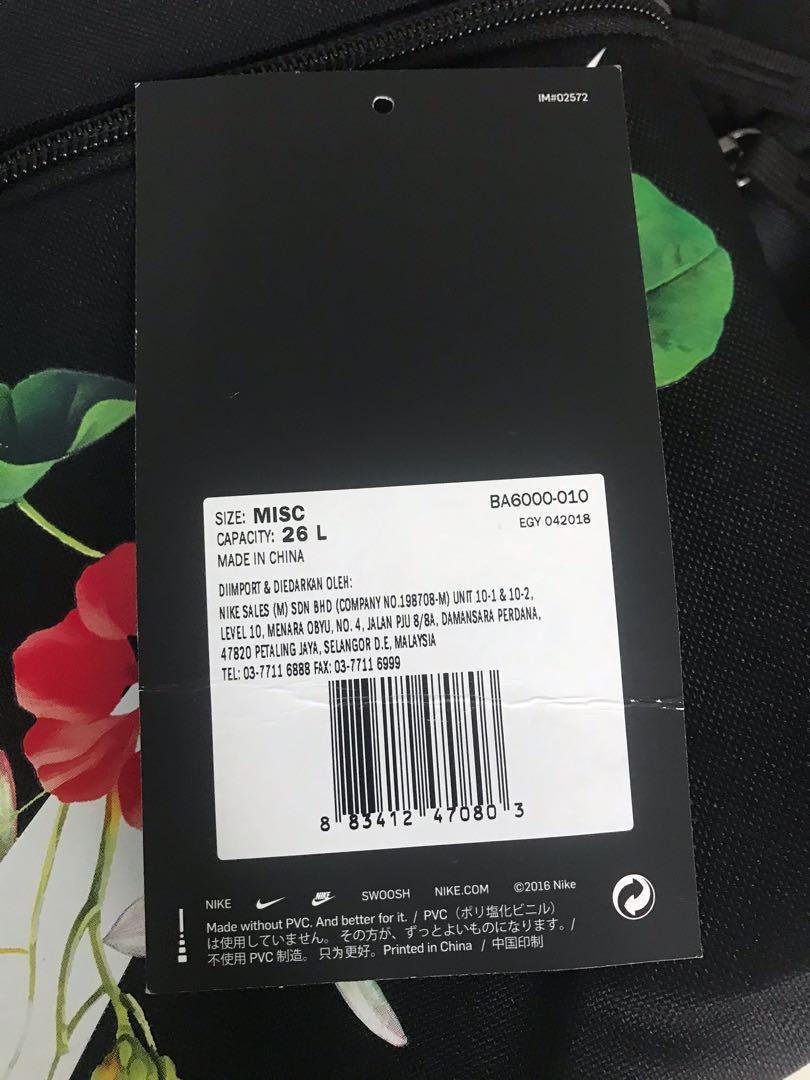 IM#02572
SIZE: MISC
BA6000-010
CAPACITY: 26 L
EGY 042018
MADE IN CHINA
DIIMPORT & DIEDARKAN OLEH:
NIKE SALES (M) SDN BHD (COMPANY NO.198708-M) UNIT 10-1 & 10-2,
LEVEL 10, MENARA OBYU, NO. 4, JALAN PJU 8/8A, DAMANSARA PERDANA,
47820 PETALING JAYA, SELANGOR D.E, MALAYSIA
TEL: 03-7711 6888 FAX: 03-7711 6999
8 83412 47080 3
NIKE NIKE SWOOSH NIKE.COM ©2016 Nike
Made without PVC. And better for it. / PVC（ポリ塩化ビニル）
は使用していません。 その方が、ずっとよいものになります。/
不使用 PVC 制造。 只为更好。Printed in China / 中国印制